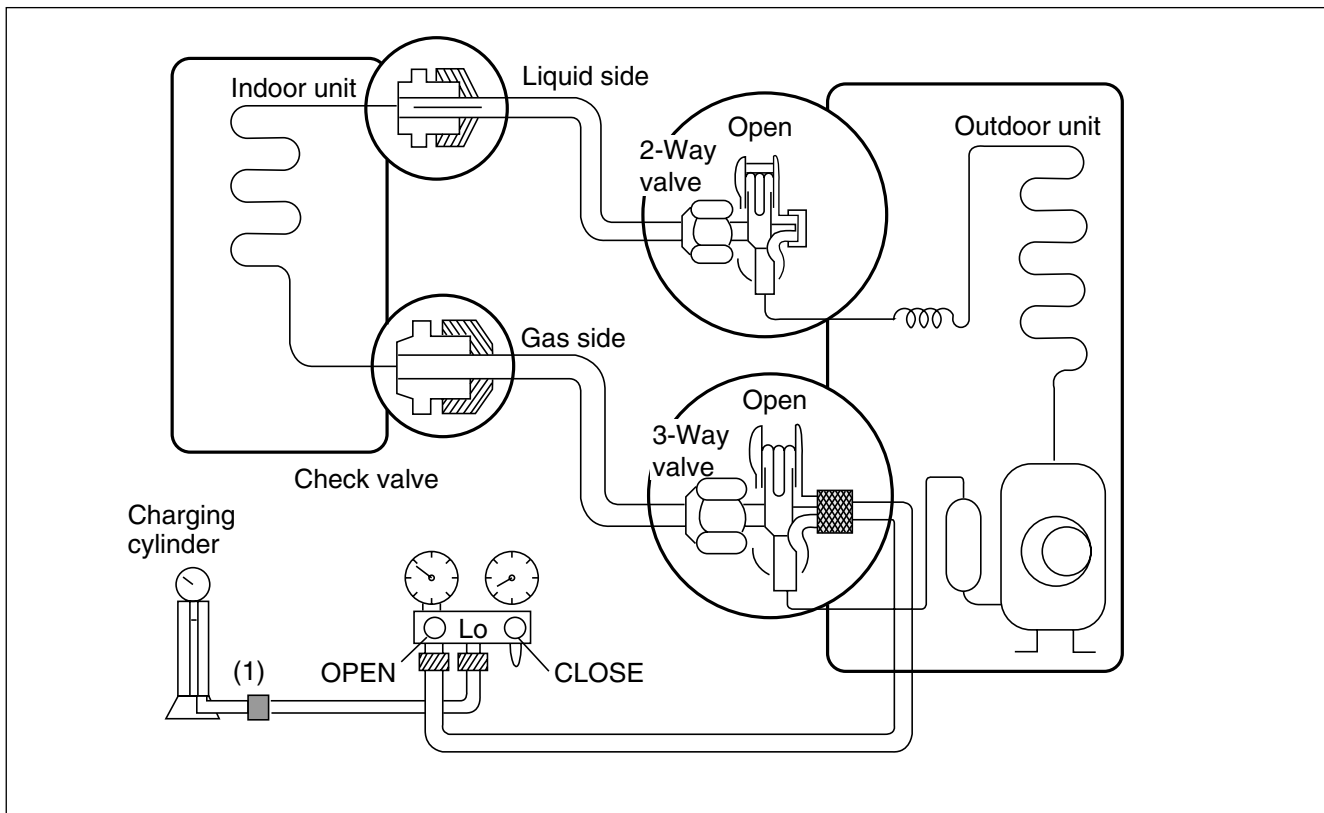 Indoor unit
Liquid side
2-Way
valve
Open
Outdoor unit
Gas side
3-Way
valve
Open
Check valve
Charging
cylinder
(1)
Lo
OPEN
CLOSE